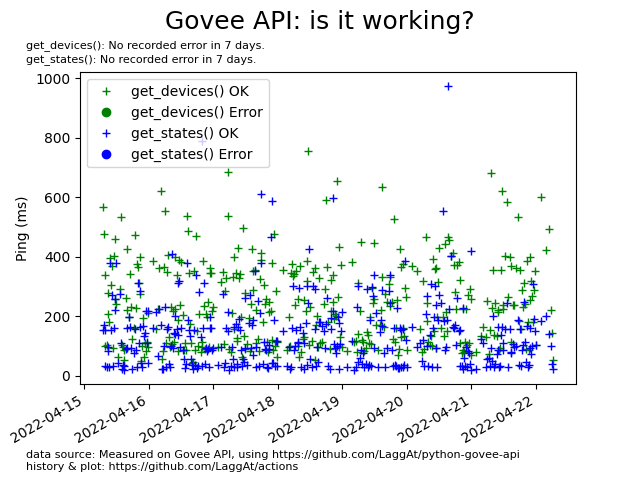 Govee API: is it working?
get_devices(): No recorded error in 7 days.
get_states(): No recorded error in 7 days.
1000
800
600
400
200
0
Ping (ms)
get_devices() OK
get_devices() Error
get_states() OK
get_states() Error
2022-04-15
2022-04-16
2022-04-17
2022-04-18
2022-04-19
2022-04-20
2022-04-21
2022-04-22
data source: Measured on Govee API, using https://github.com/LaggAt/python-govee-api
history & plot: https://github.com/LaggAt/actions